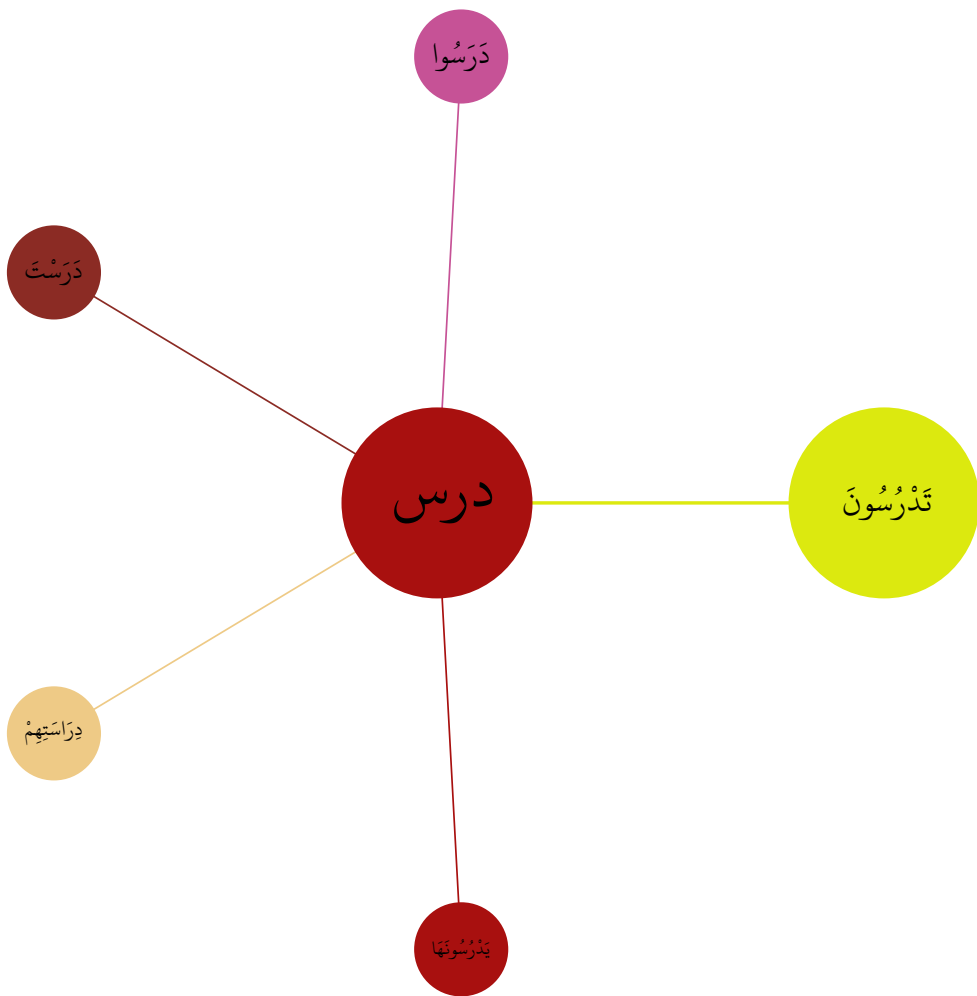 دَرَسُوا
دَرَسْتَ
درس
تَدْرُسُونَ
دِرَاسَتِهِمْ
يَدْرُسُونَهَا